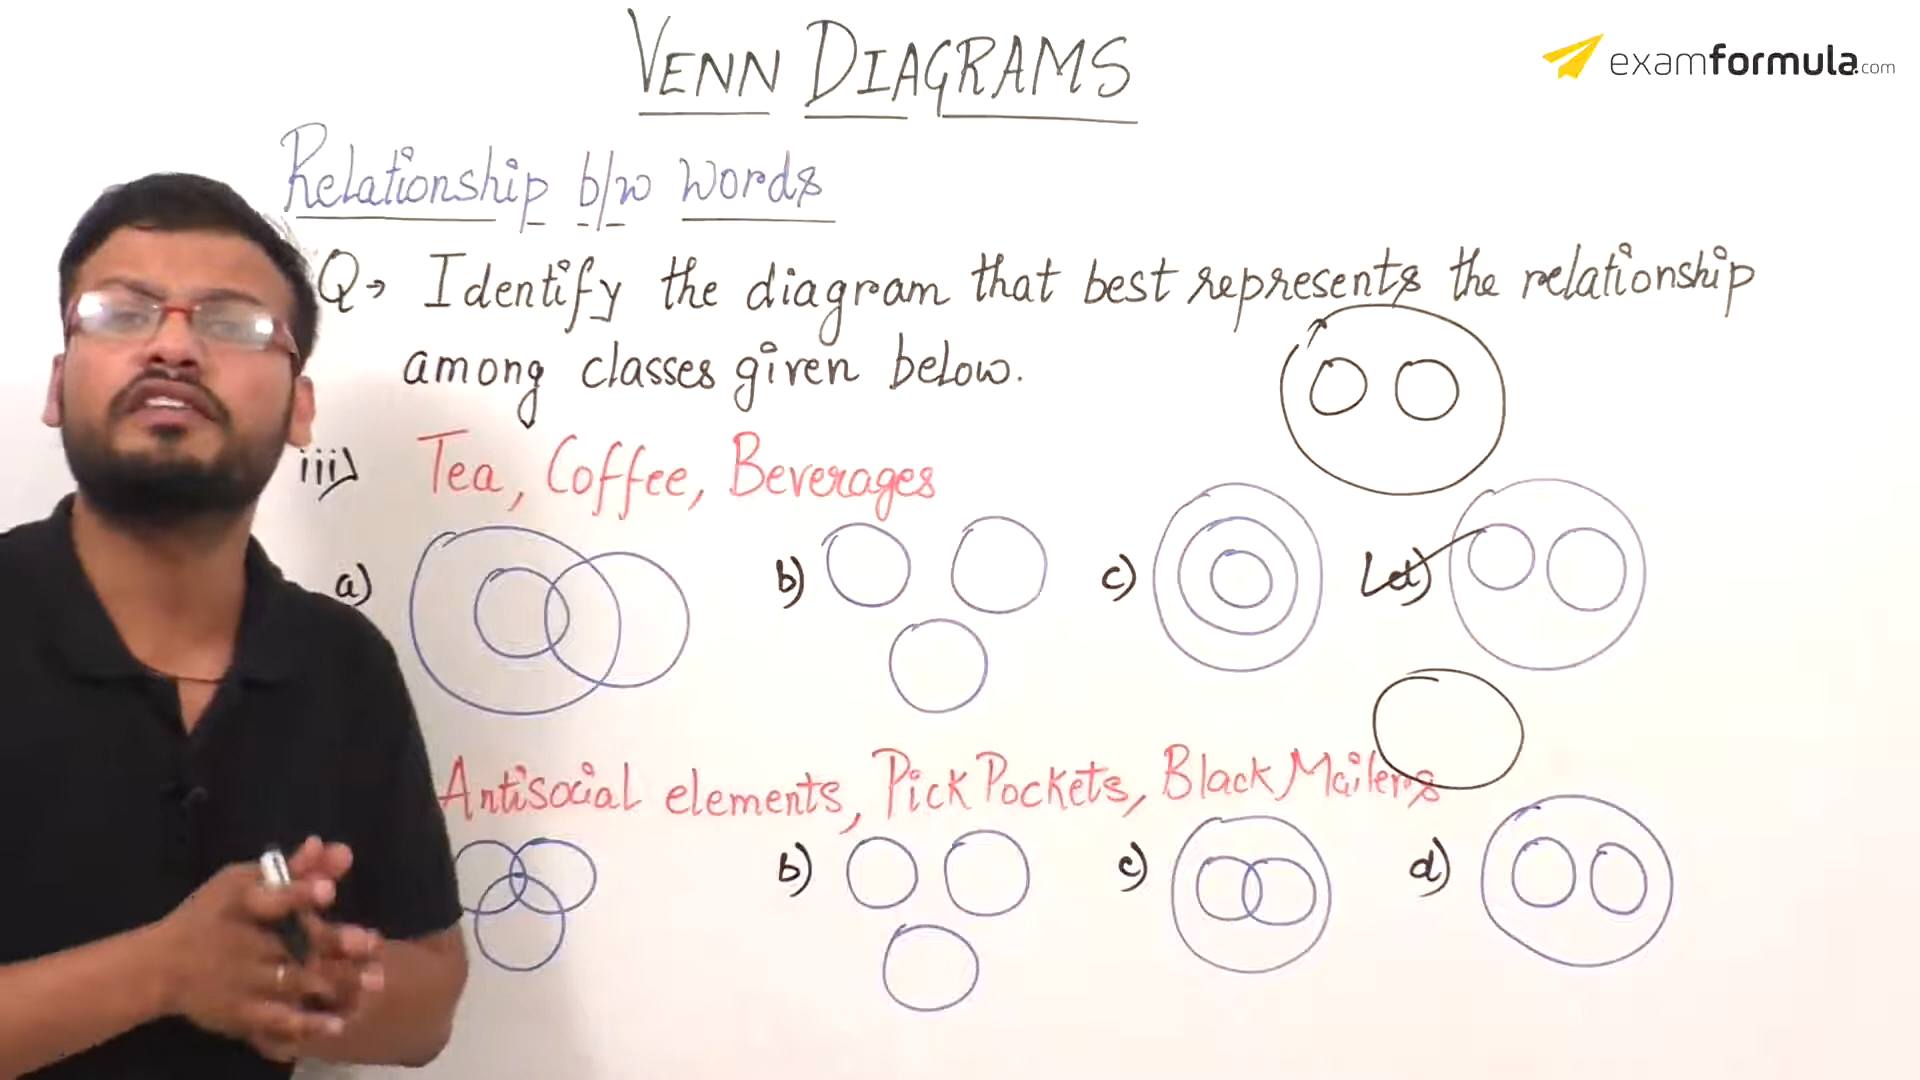 VENN DIAGRAMS
examformula.com
Relationship b/w Words
Q→ Identify the diagram that best represents the relationship
among classes given below.
iii) Tea, Coffee, Beverages
a) b) c) d)
Antisocial elements, Pick Pockets, Black Mailers
b) c) d)